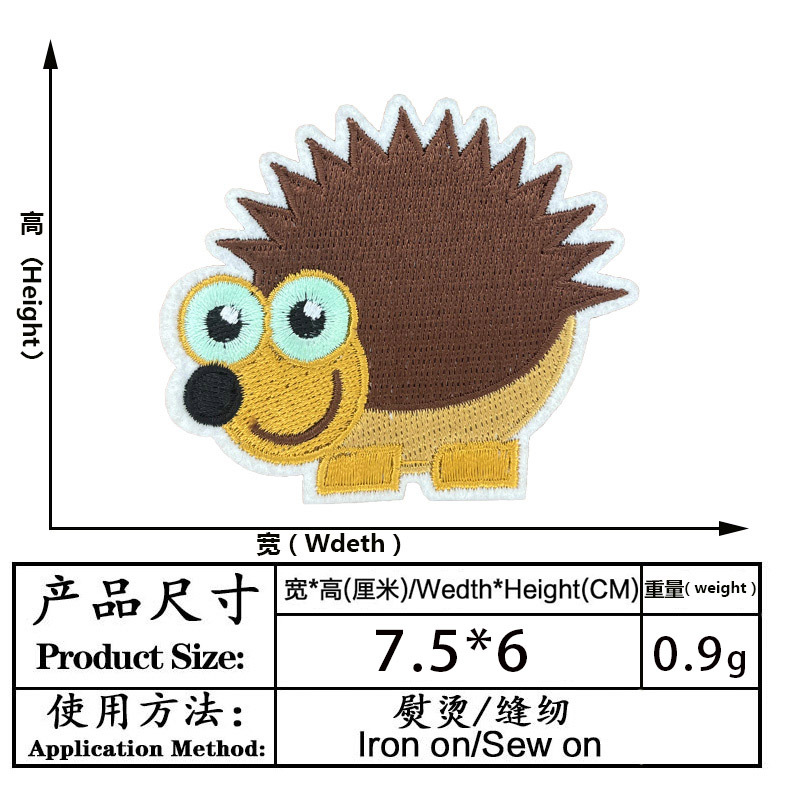 高（Height）
宽（Wdeth）
产品尺寸
Product Size:
宽*高(厘米)/Wedth*Height(CM)
重量( weight )
7.5*6
0.9g
使用方法：
Application Method:
熨烫/缝纫
Iron on/Sew on